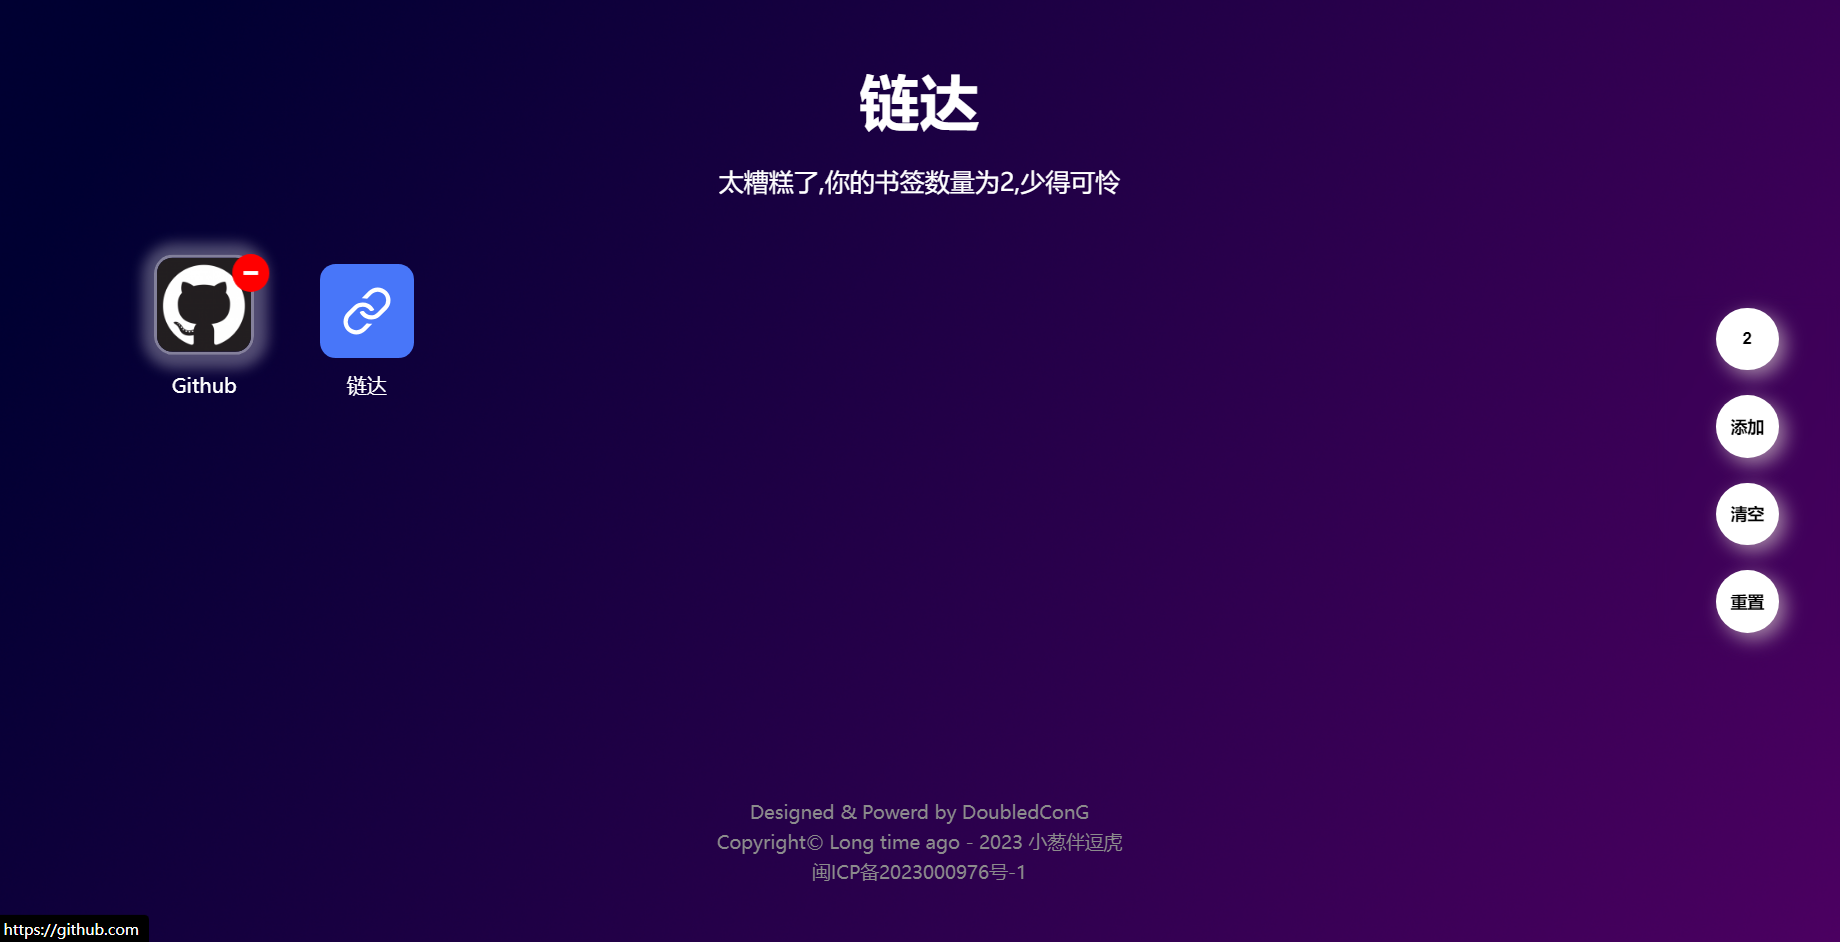 链达
太糟糕了,你的书签数量为2,少得可怜
Github
链达
2
添加
清空
重置
Designed & Powerd by DoubledConG
Copyright© Long time ago - 2023 小葱伴逗虎
闽ICP备2023000976号-1
https://github.com